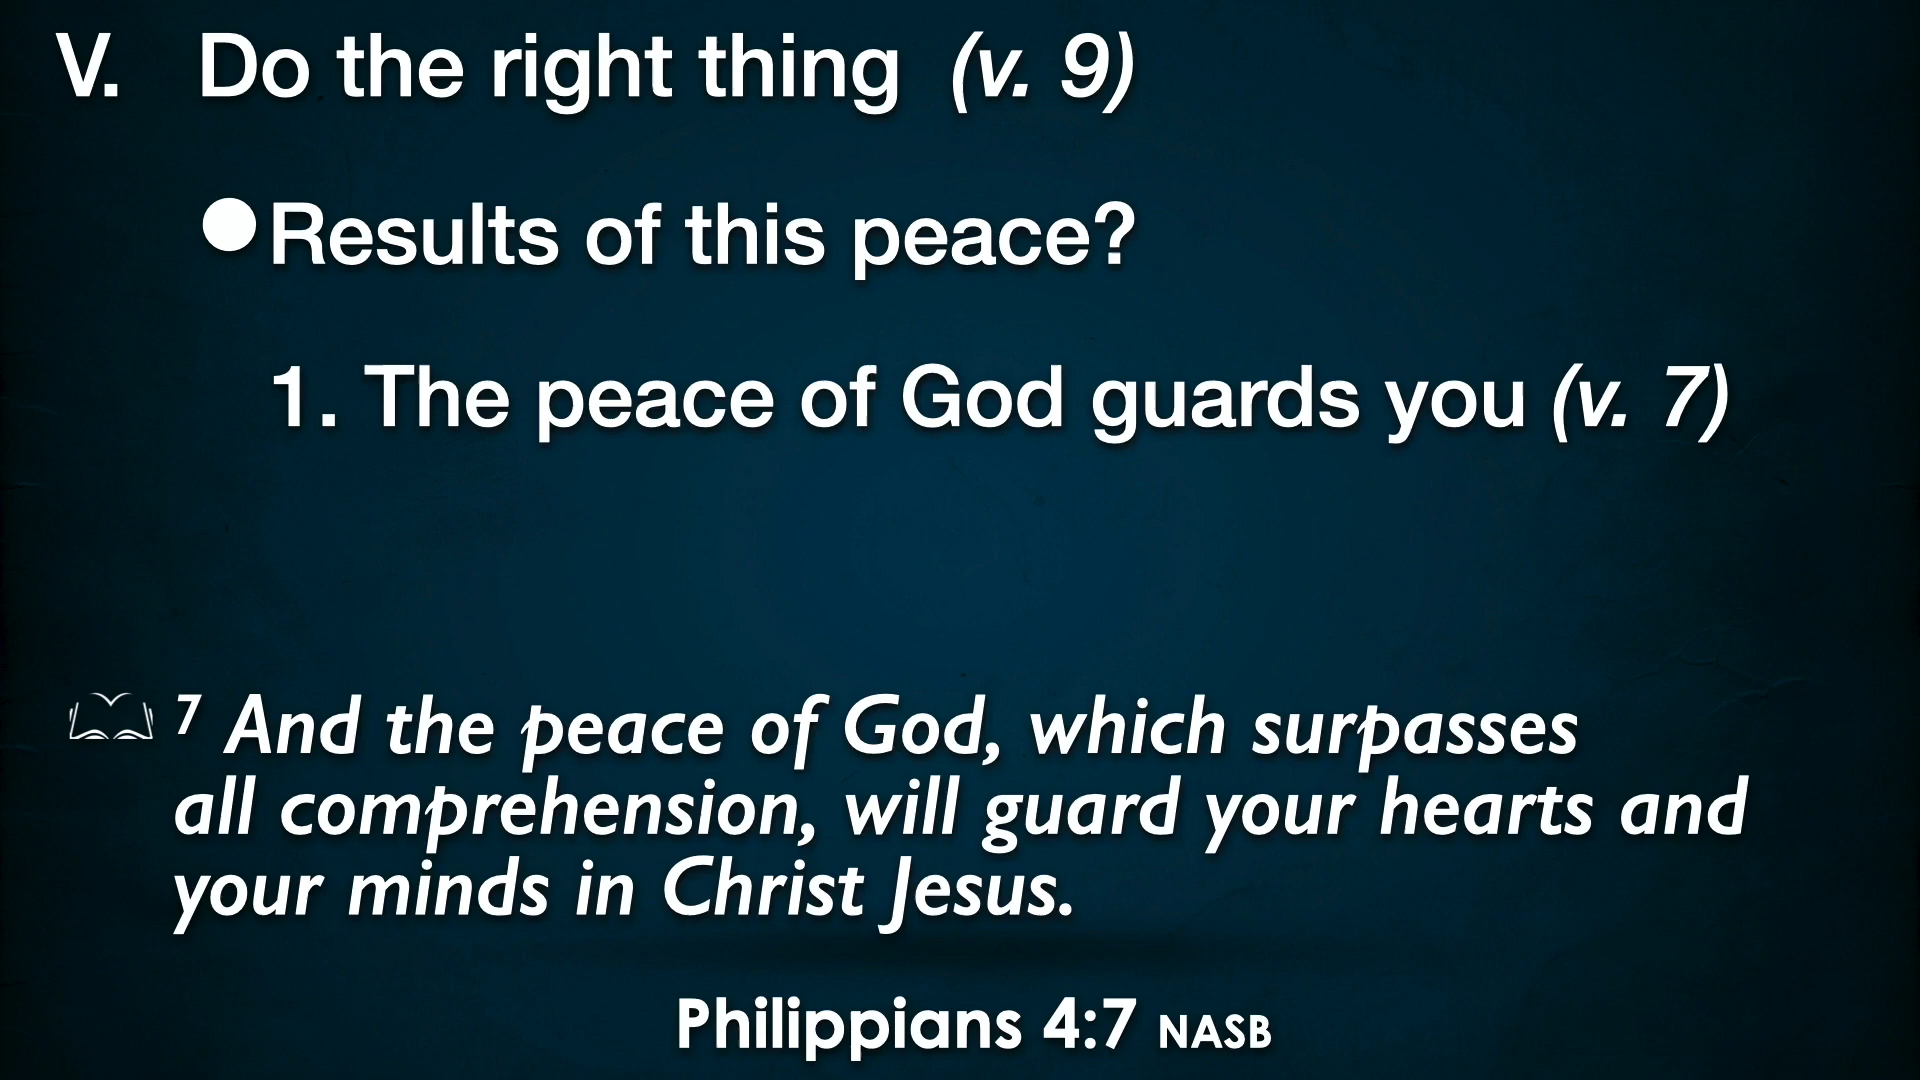 V. Do the right thing (v. 9)
●Results of this peace?
1. The peace of God guards you (v. 7)
7 And the peace of God, which surpasses
all comprehension, will guard your hearts and
your minds in Christ Jesus.
Philippians 4:7 NASB